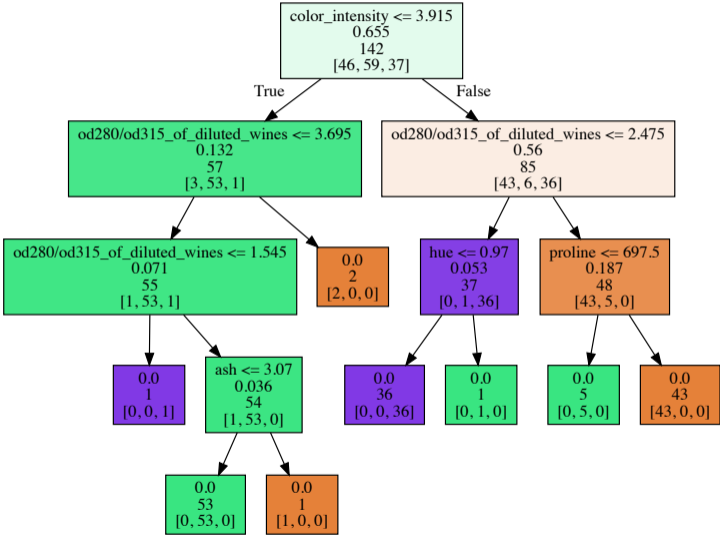 color_intensity <= 3.915
0.655
142
[46, 59, 37]
True
False
od280/od315_of_diluted_wines <= 3.695
0.132
57
[3, 53, 1]
od280/od315_of_diluted_wines <= 2.475
0.56
85
[43, 6, 36]
od280/od315_of_diluted_wines <= 1.545
0.071
55
[1, 53, 1]
0.0
2
[2, 0, 0]
hue <= 0.97
0.053
37
[0, 1, 36]
proline <= 697.5
0.187
48
[43, 5, 0]
0.0
1
[0, 0, 1]
ash <= 3.07
0.036
54
[1, 53, 0]
0.0
36
[0, 0, 36]
0.0
1
[0, 1, 0]
0.0
5
[0, 5, 0]
0.0
43
[43, 0, 0]
0.0
53
[0, 53, 0]
0.0
1
[1, 0, 0]